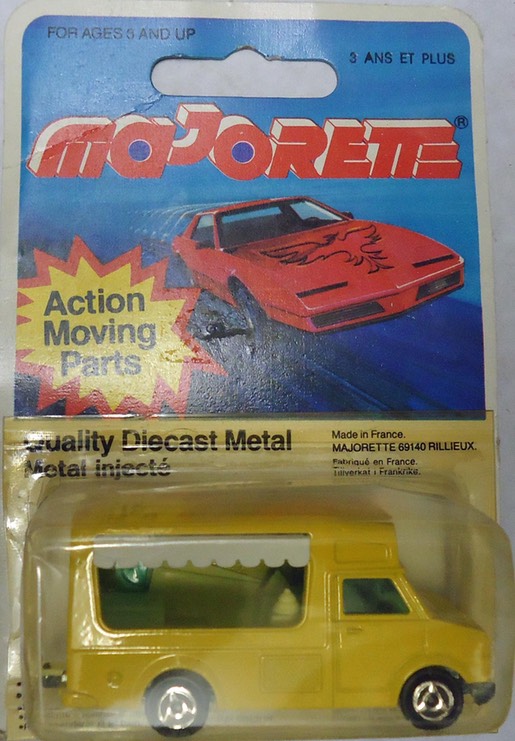 FOR AGES 5 AND UP
3 ANS ET PLUS
MAJORETTE®
Action
Moving
Parts
Quality Diecast Metal
Metal injecté
Made in France.
MAJORETTE 69140 RILLIEUX.
Fabriqué en France.
Tillverkat i Frankrike.